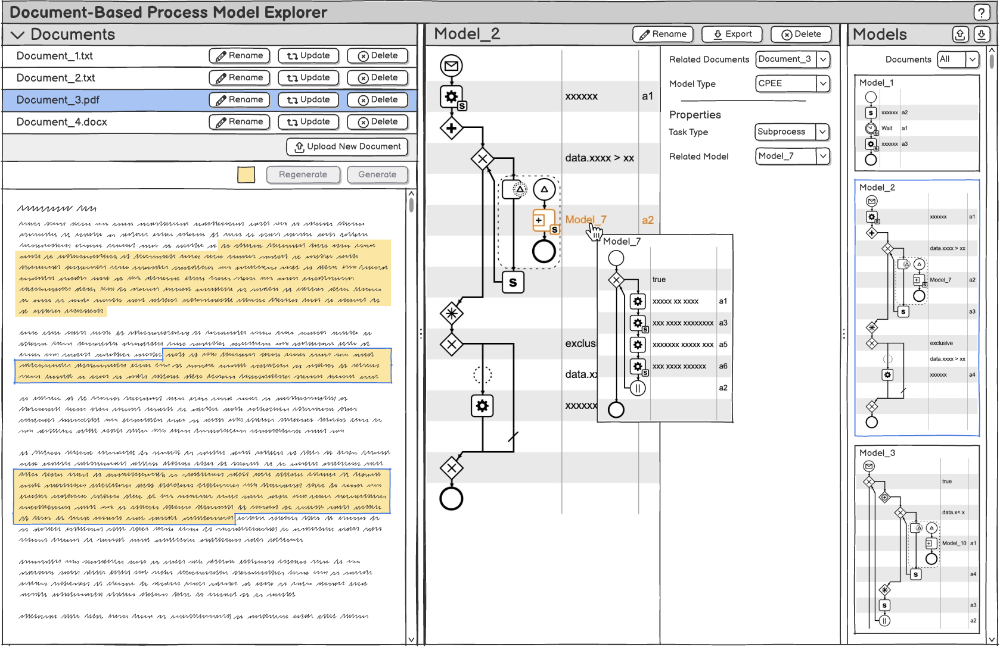 Document-Based Process Model Explorer
?
Documents
Document_1.txt Rename Update Delete
Document_2.txt Rename Update Delete
Document_3.pdf Rename Update Delete
Document_4.docx Rename Update Delete
Upload New Document
Regenerate Generate
Model_2 Rename Export Delete
xxxxxx a1
s
data.xxxx > xx
Model_7 a2
s
s
exclusi
data.xx
xxxxxx
Related Documents Document_3
Model Type CPEE
Properties
Task Type Subprocess
Related Model Model_7
Model_7
true
xxxxx xx xxxx a1
xxx xxxx xxxxxxxx a3
s
xxxxxxx xxxxx xxx a5
xxx xxxx xxxxxx a6
s
a2
Models
Documents All
Model_1
s xxxxxx a2
Wait a1
s
xxxxxx a3
s
Model_2
xxxxxx a1
s
data.xxxx > xx
Model_7 a2
s
s a3
exclusive
data.xxxx > xx
xxxxxx a4
Model_3
true
data.x< x
Model_10 a1
s a4
s a3
a2